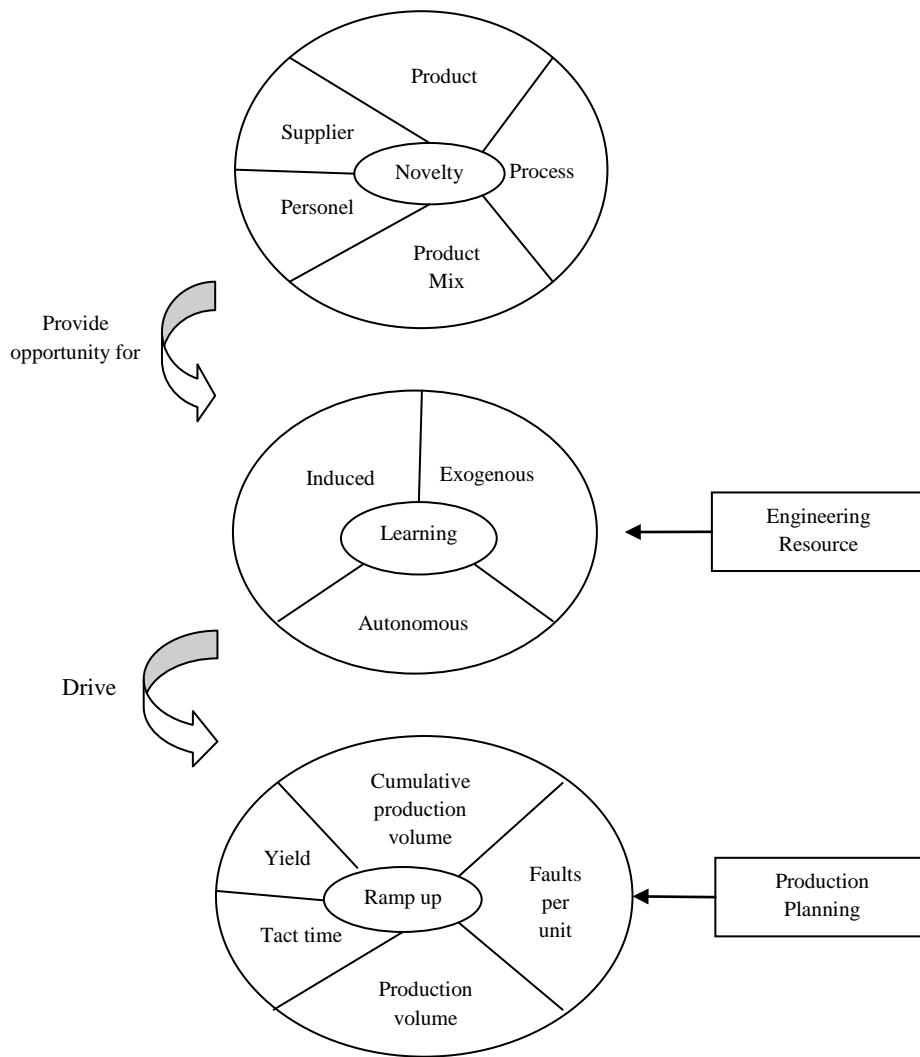 Product
Supplier
Novelty
Process
Personel
Product
Mix
Provide
opportunity for
Induced
Exogenous
Learning
Autonomous
Engineering
Resource
Drive
Cumulative
production
volume
Yield
Ramp up
Faults
per
unit
Tact time
Production
volume
Production
Planning